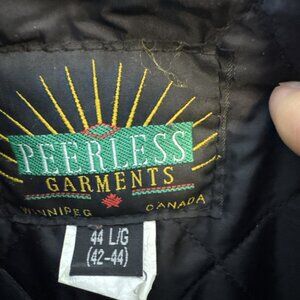 PEERLESS
GARMENTS
WINNIPEG CANADA
44 L/G
(42-44)